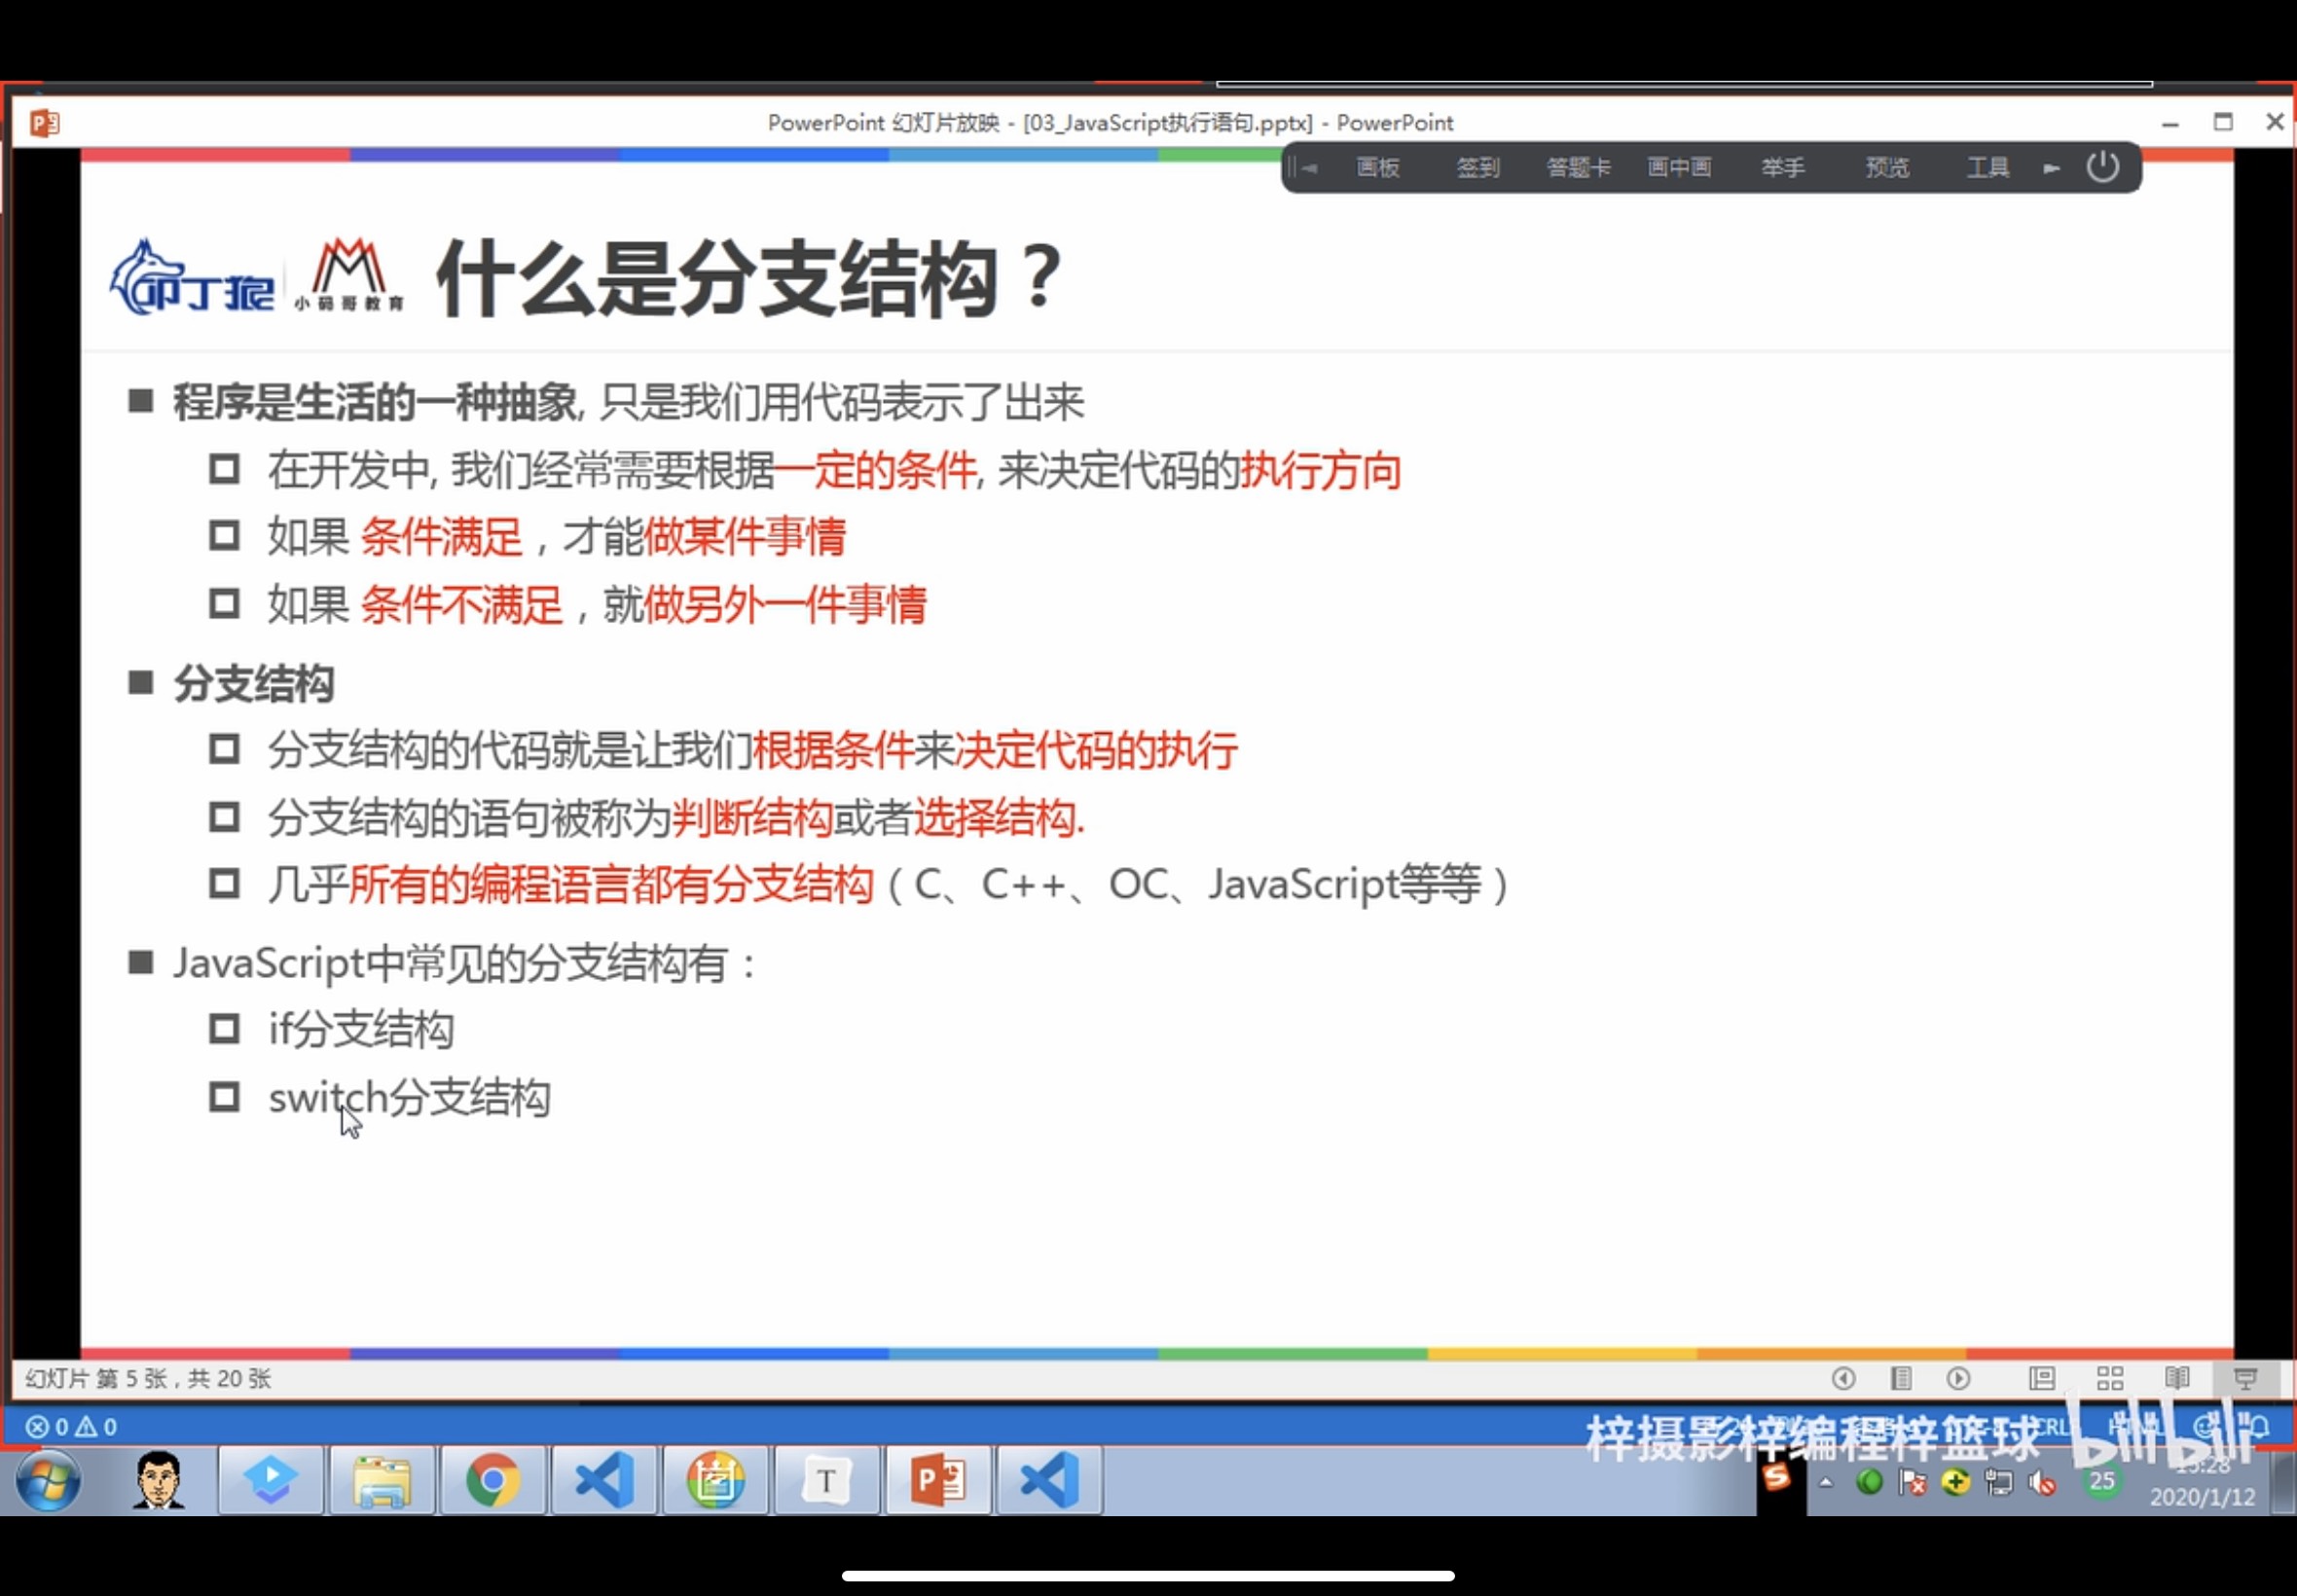 PowerPoint 幻灯片放映 - [03_JavaScript执行语句.pptx] - PowerPoint
画板 签到 答题卡 画中画 举手 预览 工具
叩丁狼 小码哥教育 什么是分支结构？
程序是生活的一种抽象, 只是我们用代码表示了出来
在开发中, 我们经常需要根据一定的条件, 来决定代码的执行方向
如果 条件满足，才能做某件事情
如果 条件不满足，就做另外一件事情
分支结构
分支结构的代码就是让我们根据条件来决定代码的执行
分支结构的语句被称为判断结构或者选择结构.
几乎所有的编程语言都有分支结构（C、C++、OC、JavaScript等等）
JavaScript中常见的分支结构有：
if分支结构
switch分支结构
幻灯片 第 5 张，共 20 张
0 0
梓摄影梓编程梓篮球 bilibili
25
2020/1/12